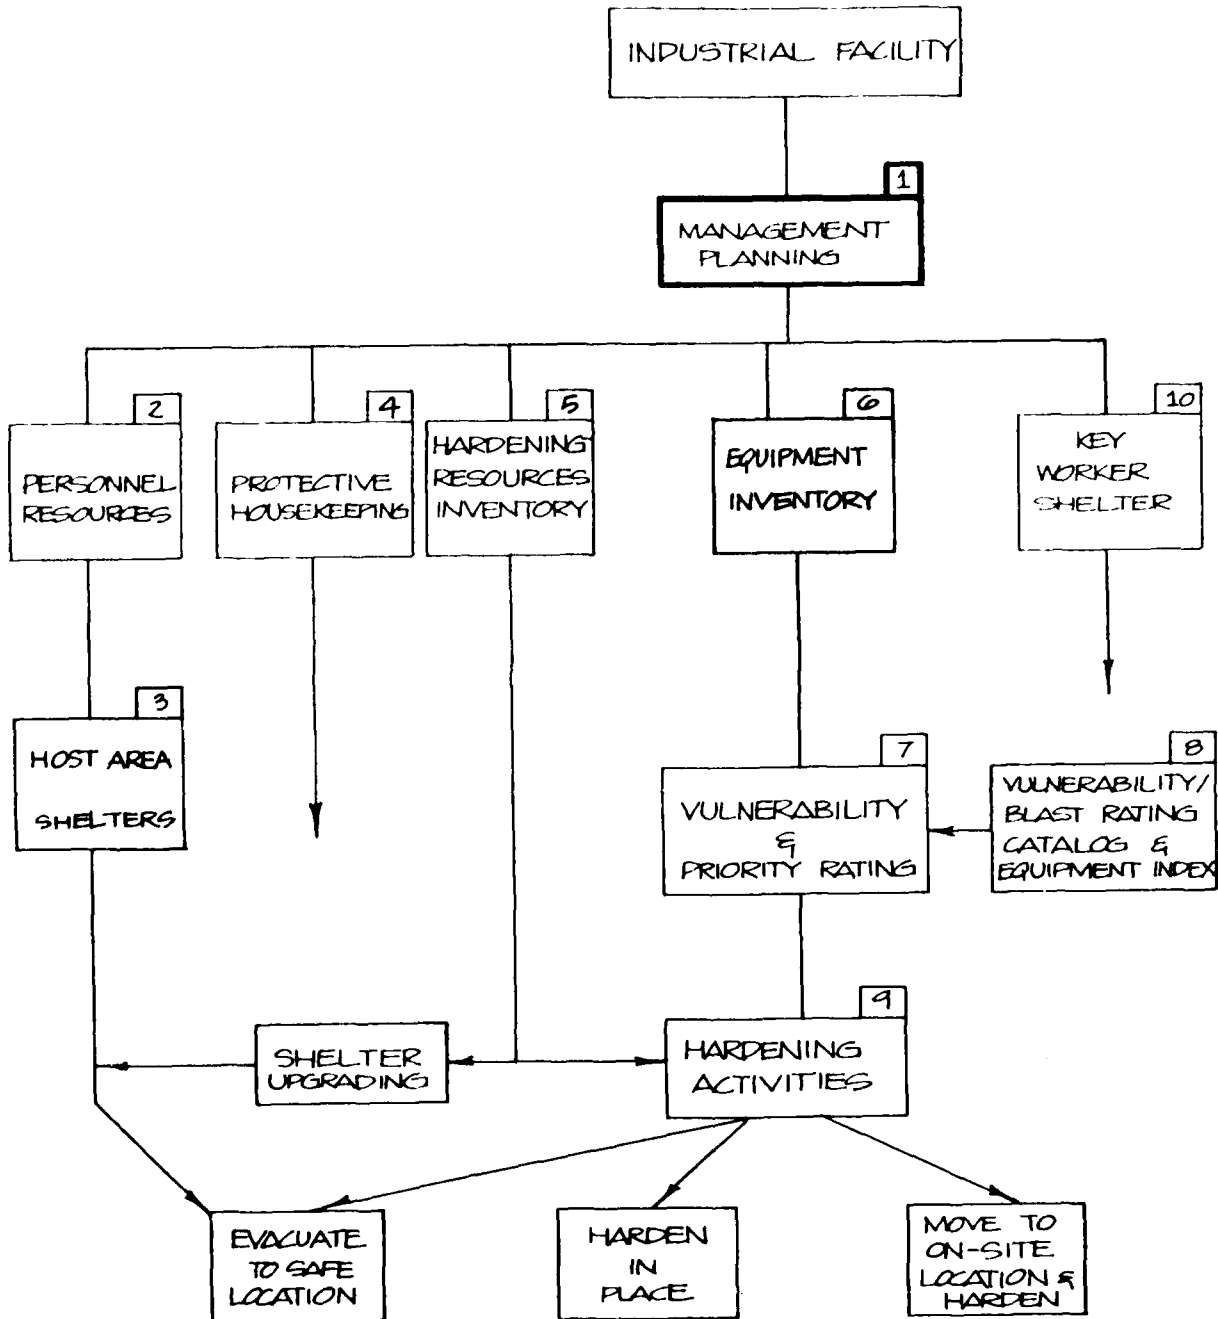 INDUSTRIAL FACILITY
1
MANAGEMENT
PLANNING
2
PERSONNEL
RESOURCES
4
PROTECTIVE
HOUSEKEEPING
5
HARDENING
RESOURCES
INVENTORY
6
EQUIPMENT
INVENTORY
10
KEY
WORKER
SHELTER
3
HOST AREA
SHELTERS
7
VULNERABILITY
&
PRIORITY RATING
8
VULNERABILITY/
BLAST RATING
CATALOG &
EQUIPMENT INDEX
SHELTER
UPGRADING
9
HARDENING
ACTIVITIES
EVACUATE
TO SAFE
LOCATION
HARDEN
IN
PLACE
MOVE TO
ON-SITE
LOCATION &
HARDEN